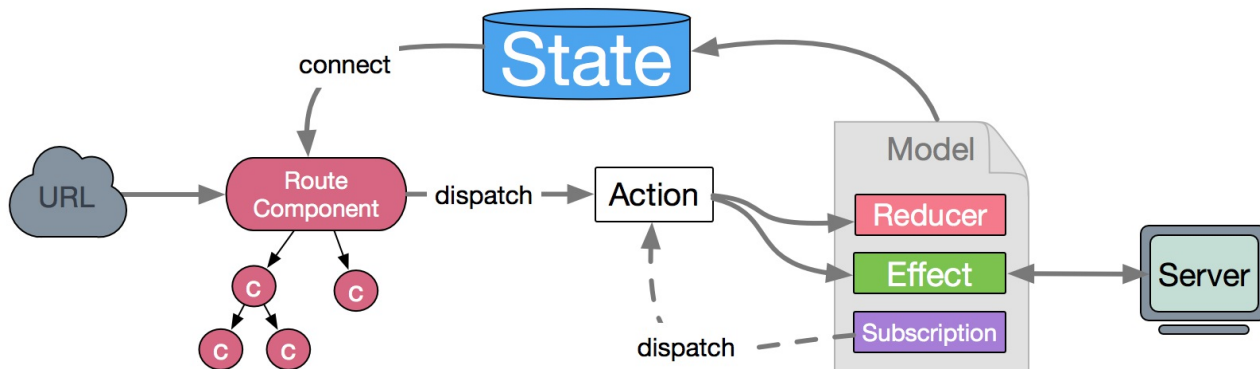 State
connect
Model
URL
Route
Component
dispatch
Action
Reducer
Effect
Server
Subscription
dispatch
C
C
C
C